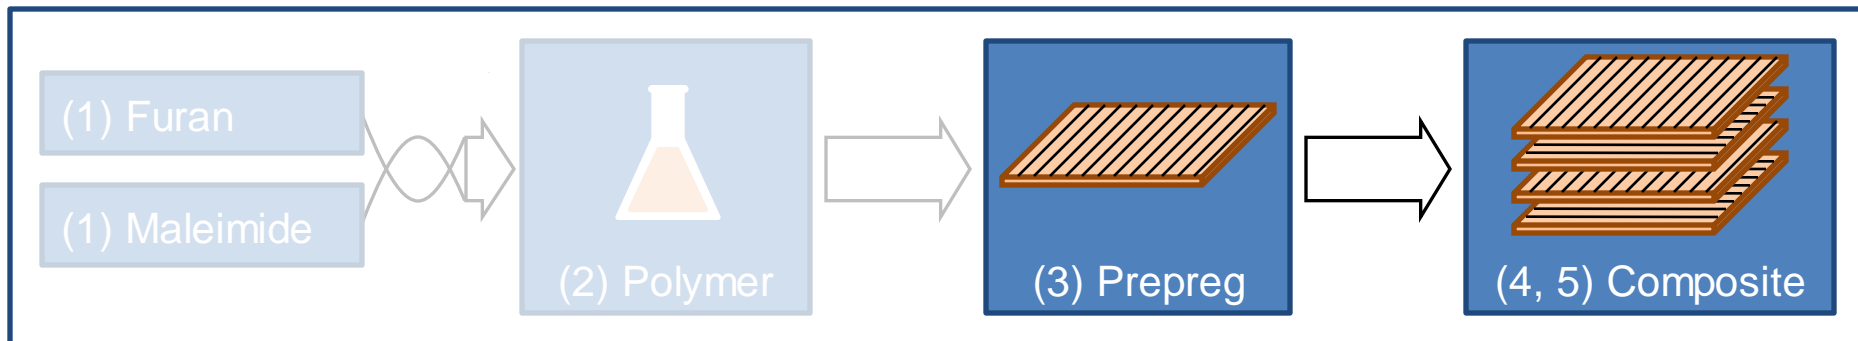 (1) Furan
(1) Maleimide
(2) Polymer
(3) Prepreg
(4, 5) Composite